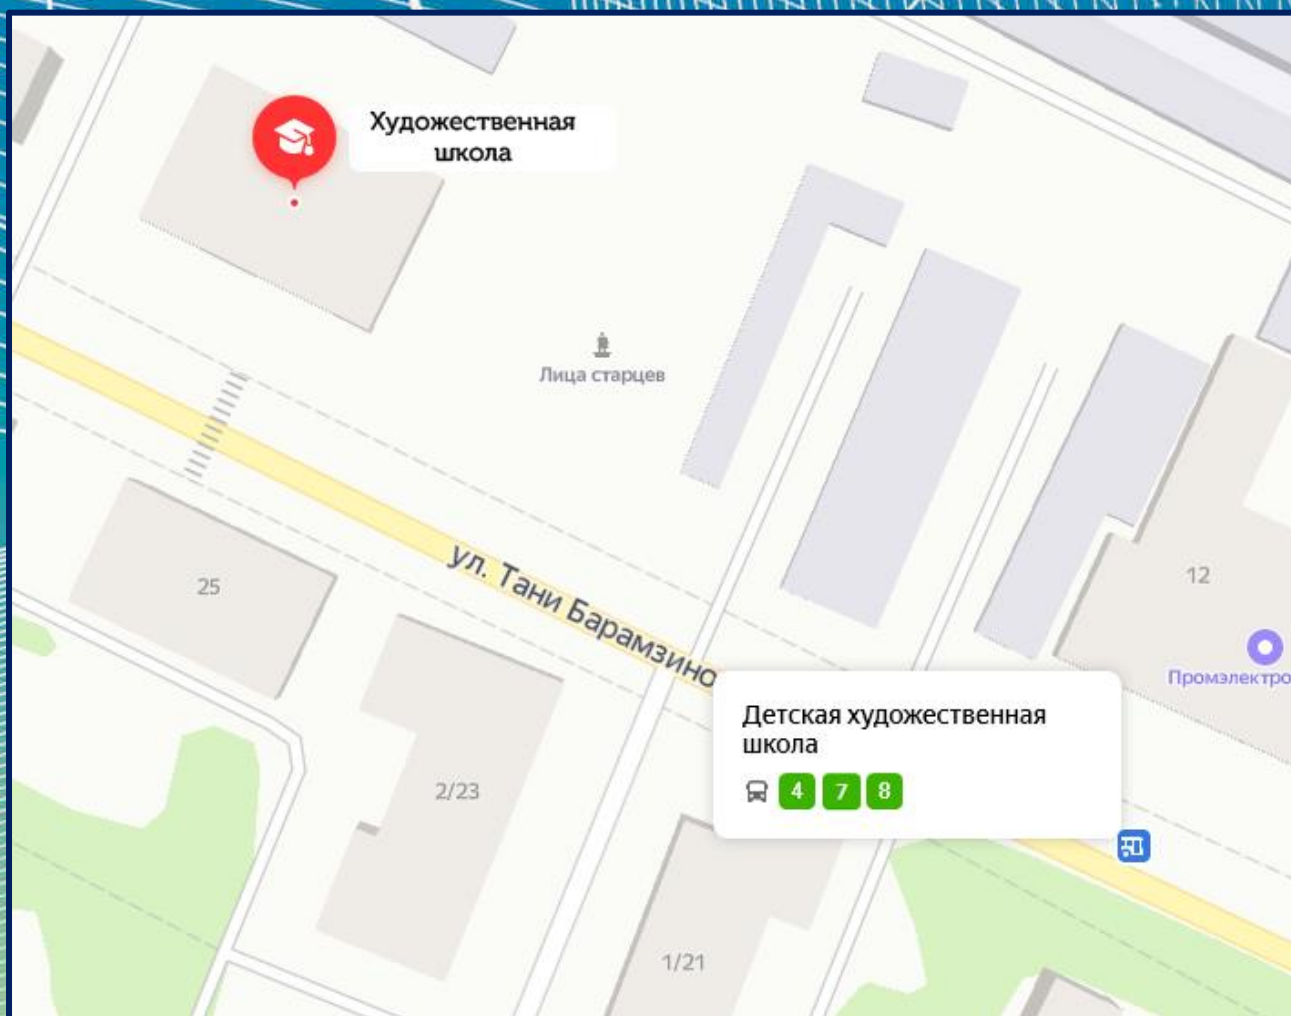 Художественная
школа
Лица старцев
25
ул. Тани Барамзино
12
Промэлектро
Детская художественная
школа
4 7 8
2/23
1/21